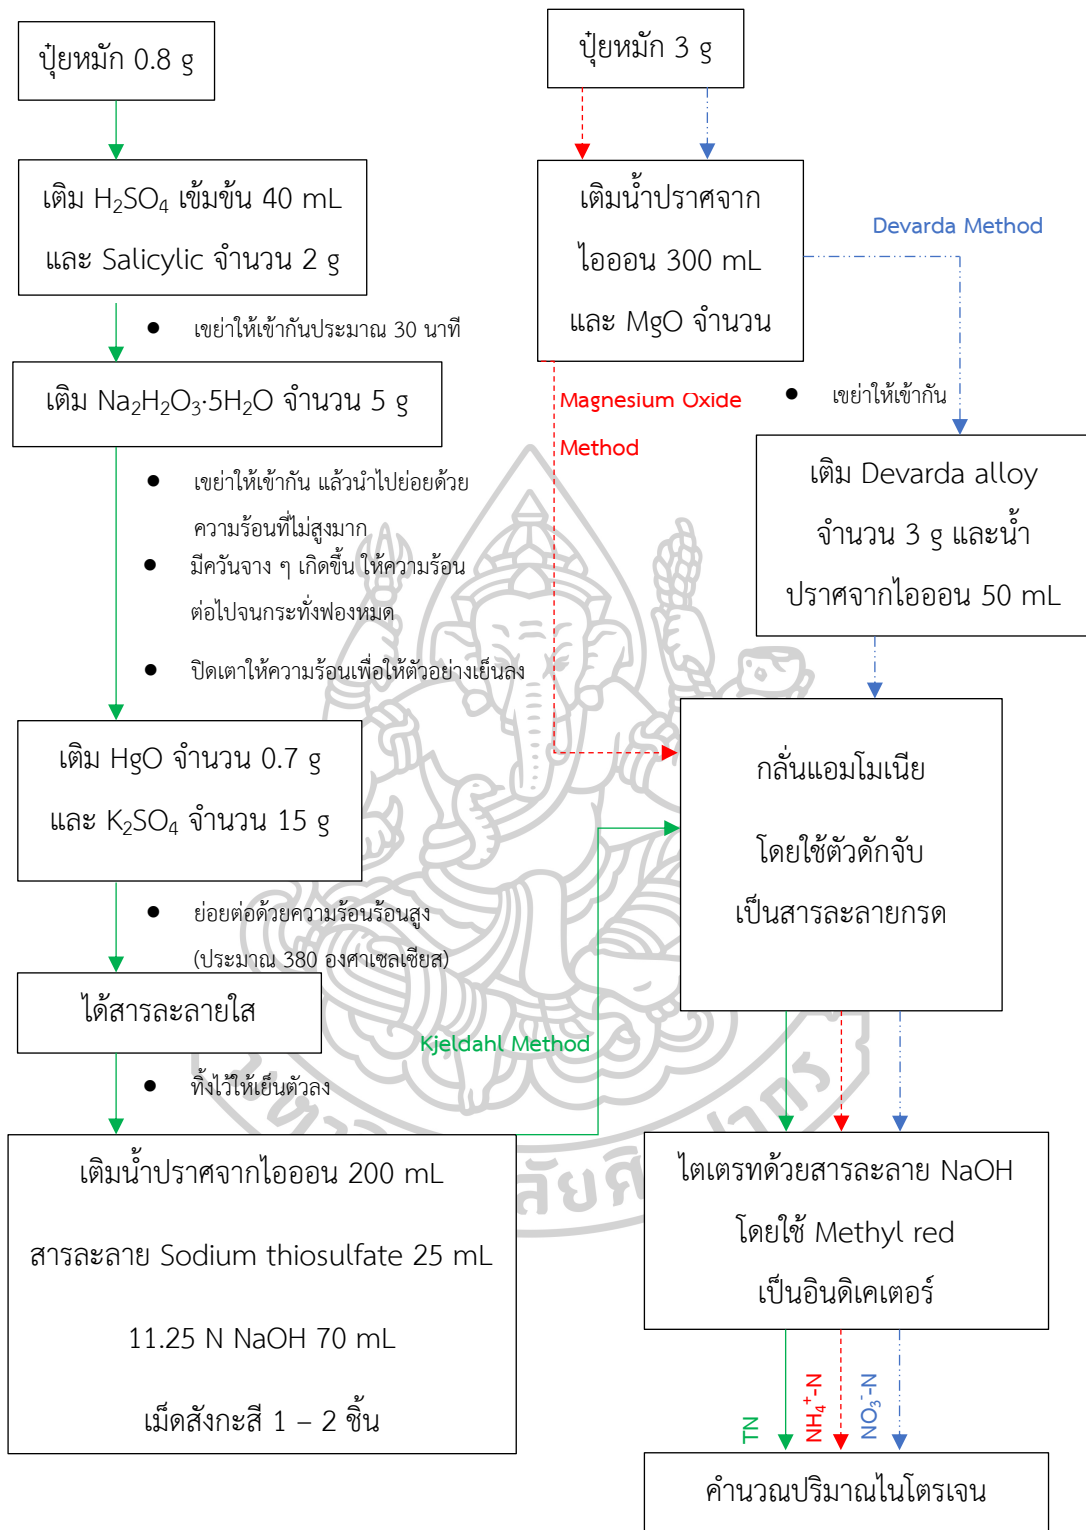 ปุ๋ยหมัก 0.8 g
เติม H₂SO₄ เข้มข้น 40 mL
และ Salicylic จำนวน 2 g
เขย่าให้เข้ากันประมาณ 30 นาที
เติม Na₂H₂O₃·5H₂O จำนวน 5 g
เขย่าให้เข้ากัน แล้วนำไปย่อยด้วย
ความร้อนที่ไม่สูงมาก
มีควันจาง ๆ เกิดขึ้น ให้ความร้อน
ต่อไปจนกระทั่งฟองหมด
ปิดเตาให้ความร้อนเพื่อให้ตัวอย่างเย็นลง
เติม HgO จำนวน 0.7 g
และ K₂SO₄ จำนวน 15 g
ย่อยต่อด้วยความร้อนร้อนสูง
(ประมาณ 380 องศาเซลเซียส)
ได้สารละลายใส
ทิ้งไว้ให้เย็นตัวลง
เติมน้ำปราศจากไอออน 200 mL
สารละลาย Sodium thiosulfate 25 mL
11.25 N NaOH 70 mL
เม็ดสังกะสี 1 – 2 ชิ้น
Kjeldahl Method
ปุ๋ยหมัก 3 g
เติมน้ำปราศจาก
ไอออน 300 mL
และ MgO จำนวน
Magnesium Oxide
Method
Devarda Method
เขย่าให้เข้ากัน
เติม Devarda alloy
จำนวน 3 g และน้ำ
ปราศจากไอออน 50 mL
กลั่นแอมโมเนีย
โดยใช้ตัวดักจับ
เป็นสารละลายกรด
ไตเตรทด้วยสารละลาย NaOH
โดยใช้ Methyl red
เป็นอินดิเคเตอร์
TN
NH₄⁺-N
NO₃⁻-N
คำนวณปริมาณไนโตรเจน